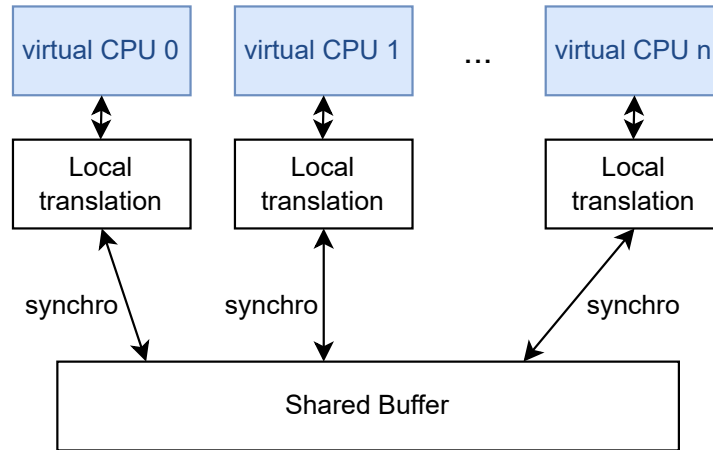 virtual CPU 0
virtual CPU 1
...
virtual CPU n
Local
translation
Local
translation
Local
translation
synchro
synchro
synchro
Shared Buffer